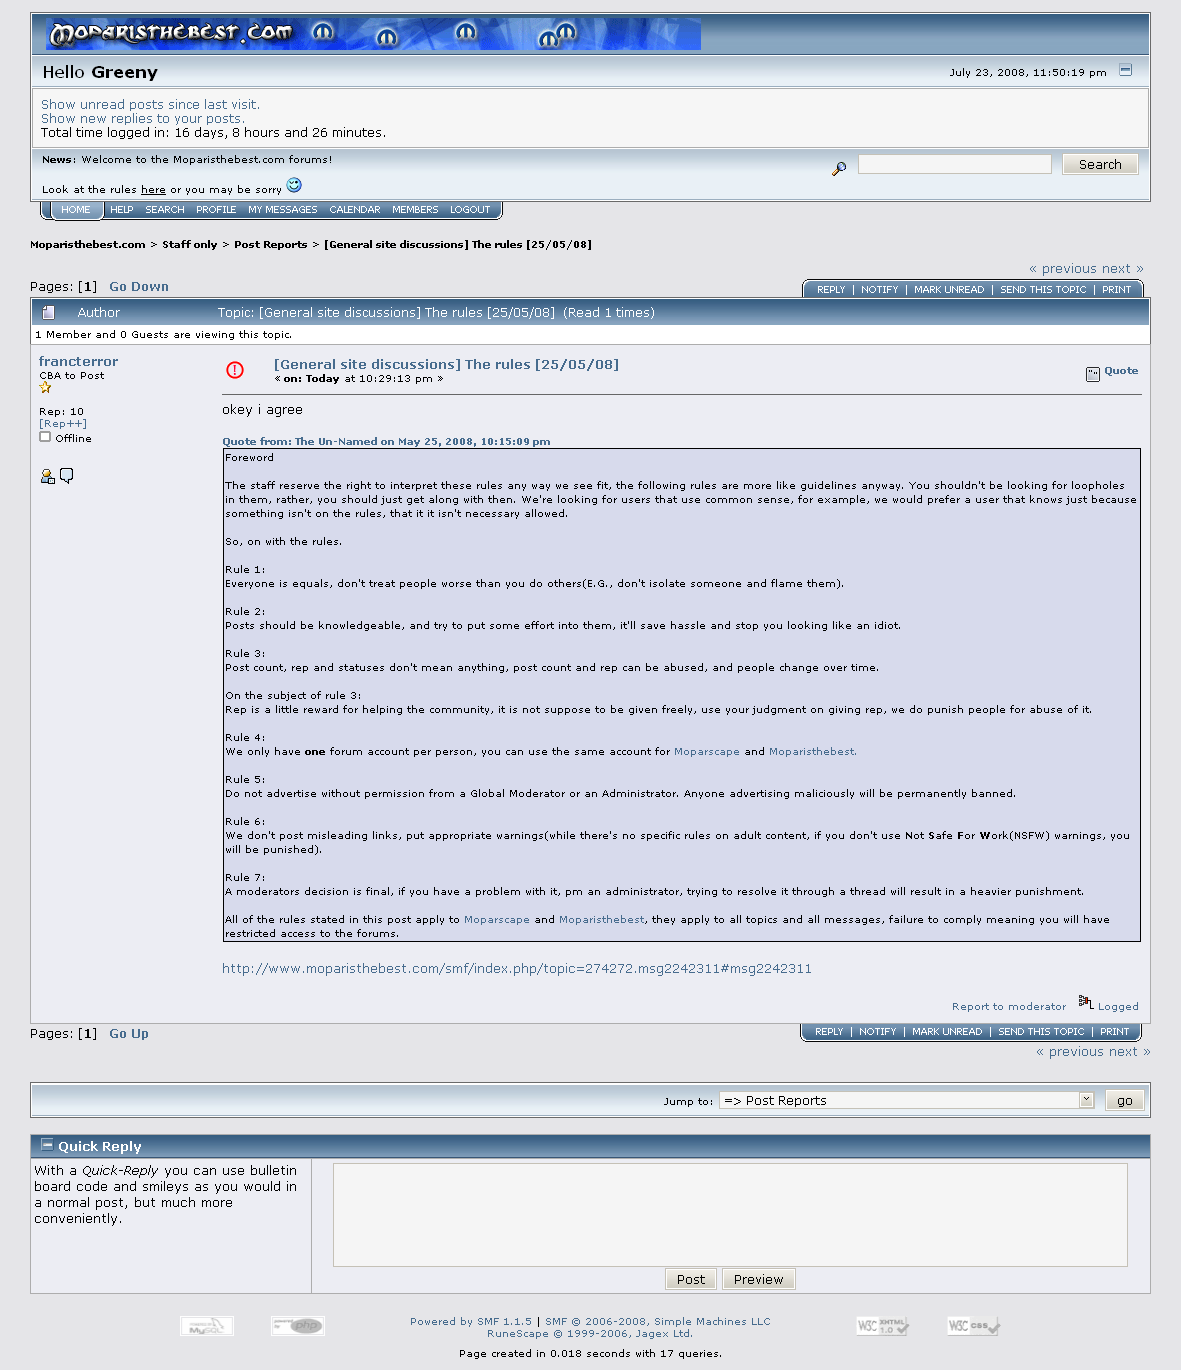 Moparisthebest.com
Hello Greeny
July 23, 2008, 11:50:19 pm
Show unread posts since last visit.
Show new replies to your posts.
Total time logged in: 16 days, 8 hours and 26 minutes.
News: Welcome to the Moparisthebest.com forums!
Look at the rules here or you may be sorry
Search
HOME HELP SEARCH PROFILE MY MESSAGES CALENDAR MEMBERS LOGOUT
Moparisthebest.com > Staff only > Post Reports > [General site discussions] The rules [25/05/08]
« previous next »
Pages: [1] Go Down
REPLY | NOTIFY | MARK UNREAD | SEND THIS TOPIC | PRINT
Author Topic: [General site discussions] The rules [25/05/08] (Read 1 times)
1 Member and 0 Guests are viewing this topic.
francterror
CBA to Post
Rep: 10
[Rep++]
Offline
[General site discussions] The rules [25/05/08]
« on: Today at 10:29:13 pm »
Quote
okey i agree
Quote from: The Un-Named on May 25, 2008, 10:15:09 pm
Foreword
The staff reserve the right to interpret these rules any way we see fit, the following rules are more like guidelines anyway. You shouldn't be looking for loopholes
in them, rather, you should just get along with then. We're looking for users that use common sense, for example, we would prefer a user that knows just because
something isn't on the rules, that it it isn't necessary allowed.
So, on with the rules.
Rule 1:
Everyone is equals, don't treat people worse than you do others(E.G., don't isolate someone and flame them).
Rule 2:
Posts should be knowledgeable, and try to put some effort into them, it'll save hassle and stop you looking like an idiot.
Rule 3:
Post count, rep and statuses don't mean anything, post count and rep can be abused, and people change over time.
On the subject of rule 3:
Rep is a little reward for helping the community, it is not suppose to be given freely, use your judgment on giving rep, we do punish people for abuse of it.
Rule 4:
We only have one forum account per person, you can use the same account for Moparscape and Moparisthebest.
Rule 5:
Do not advertise without permission from a Global Moderator or an Administrator. Anyone advertising maliciously will be permanently banned.
Rule 6:
We don't post misleading links, put appropriate warnings(while there's no specific rules on adult content, if you don't use Not Safe For Work(NSFW) warnings, you
will be punished).
Rule 7:
A moderators decision is final, if you have a problem with it, pm an administrator, trying to resolve it through a thread will result in a heavier punishment.
All of the rules stated in this post apply to Moparscape and Moparisthebest, they apply to all topics and all messages, failure to comply meaning you will have
restricted access to the forums.
http://www.moparisthebest.com/smf/index.php/topic=274272.msg2242311#msg2242311
Report to moderator Logged
Pages: [1] Go Up
REPLY | NOTIFY | MARK UNREAD | SEND THIS TOPIC | PRINT
« previous next »
Jump to: => Post Reports go
Quick Reply
With a Quick-Reply you can use bulletin
board code and smileys as you would in
a normal post, but much more
conveniently.
Post Preview
MySQL
php
Powered by SMF 1.1.5 | SMF © 2006-2008, Simple Machines LLC
RuneScape © 1999-2006, Jagex Ltd.
W3C XHTML 1.0
W3C css
Page created in 0.018 seconds with 17 queries.